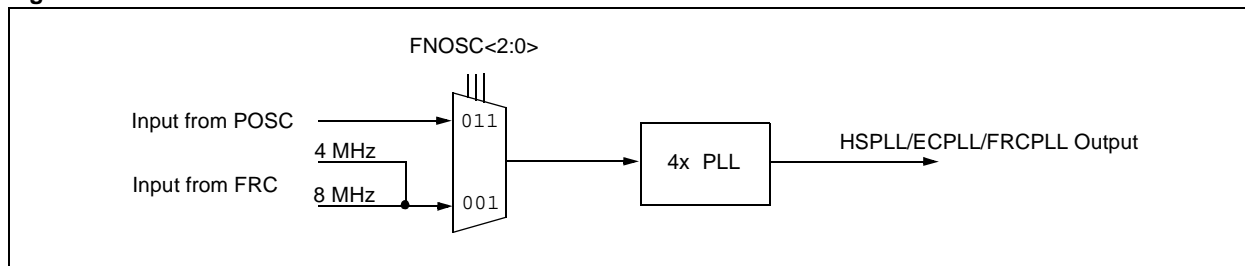 FNOSC<2:0>
Input from POSC
011
4 MHz
Input from FRC
8 MHz
001
4x PLL
HSPLL/ECPLL/FRCPLL Output